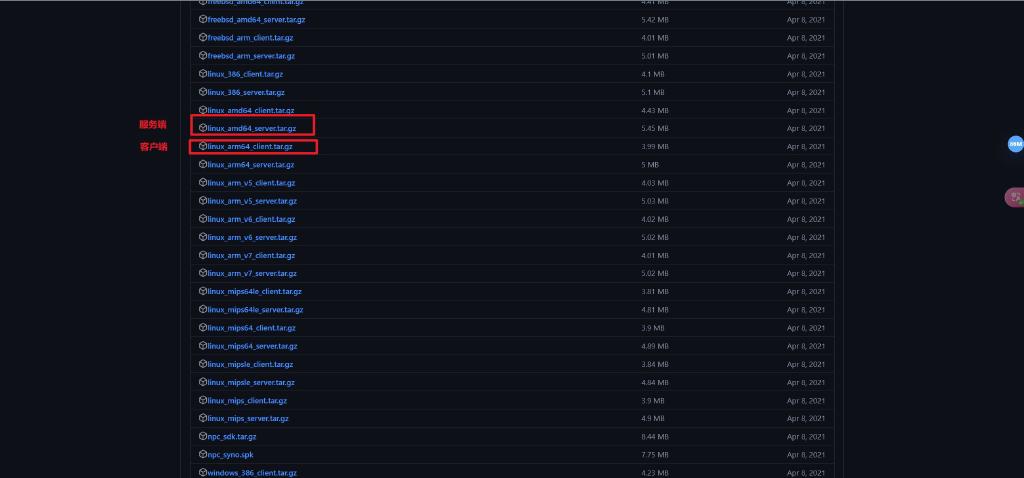 freebsd_amd64_client.tar.gz 4.41 MB Apr 8, 2021
freebsd_amd64_server.tar.gz 5.42 MB Apr 8, 2021
freebsd_arm_client.tar.gz 4.01 MB Apr 8, 2021
freebsd_arm_server.tar.gz 5.01 MB Apr 8, 2021
linux_386_client.tar.gz 4.1 MB Apr 8, 2021
linux_386_server.tar.gz 5.1 MB Apr 8, 2021
linux_amd64_client.tar.gz 4.43 MB Apr 8, 2021
服务端 linux_amd64_server.tar.gz 5.45 MB Apr 8, 2021
客户端 linux_arm64_client.tar.gz 3.99 MB Apr 8, 2021
linux_arm64_server.tar.gz 5 MB Apr 8, 2021
linux_arm_v5_client.tar.gz 4.03 MB Apr 8, 2021
linux_arm_v5_server.tar.gz 5.03 MB Apr 8, 2021
linux_arm_v6_client.tar.gz 4.02 MB Apr 8, 2021
linux_arm_v6_server.tar.gz 5.02 MB Apr 8, 2021
linux_arm_v7_client.tar.gz 4.01 MB Apr 8, 2021
linux_arm_v7_server.tar.gz 5.02 MB Apr 8, 2021
linux_mips64le_client.tar.gz 3.81 MB Apr 8, 2021
linux_mips64le_server.tar.gz 4.81 MB Apr 8, 2021
linux_mips64_client.tar.gz 3.9 MB Apr 8, 2021
linux_mips64_server.tar.gz 4.89 MB Apr 8, 2021
linux_mipsle_client.tar.gz 3.84 MB Apr 8, 2021
linux_mipsle_server.tar.gz 4.84 MB Apr 8, 2021
linux_mips_client.tar.gz 3.9 MB Apr 8, 2021
linux_mips_server.tar.gz 4.9 MB Apr 8, 2021
npc_sdk.tar.gz 8.44 MB Apr 8, 2021
npc_syno.spk 7.75 MB Apr 8, 2021
windows_386_client.tar.gz 4.23 MB Apr 8, 2021